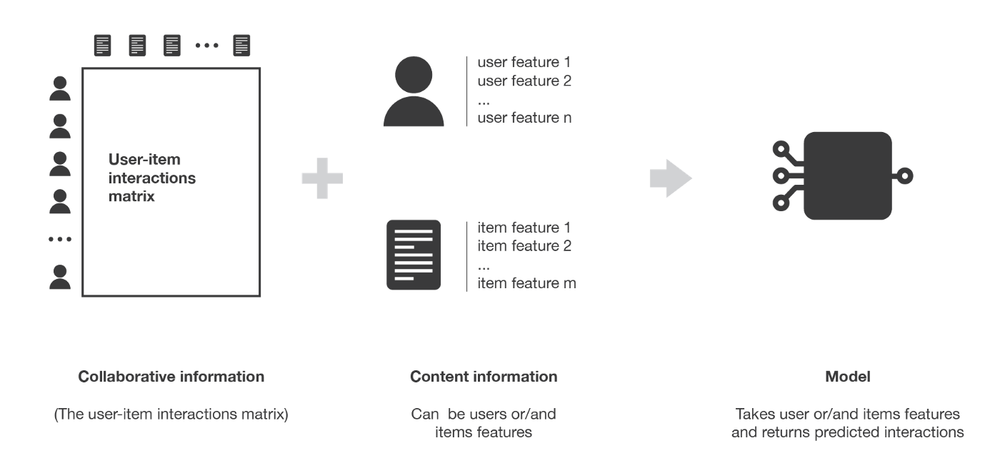 User-item
interactions
matrix
user feature 1
user feature 2
...
user feature n
item feature 1
item feature 2
...
item feature m
Collaborative information
(The user-item interactions matrix)
Content information
Can be users or/and
items features
Model
Takes user or/and items features
and returns predicted interactions